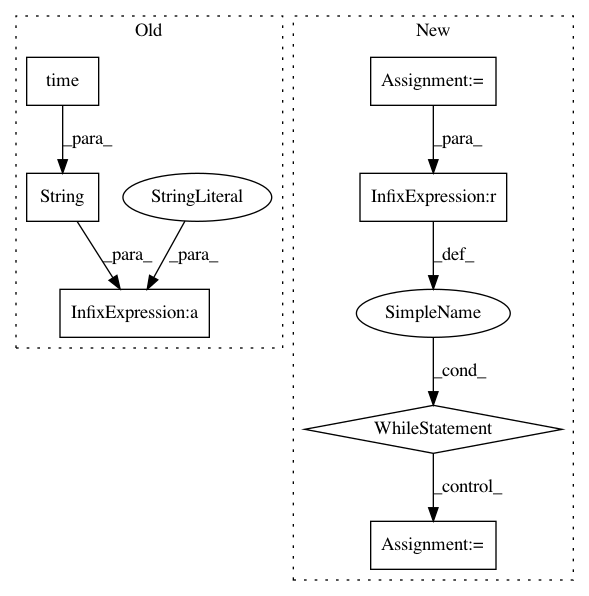 Old
time
_para_
String
StringLiteral
_para_
_para_
InfixExpression:a
New
Assignment:=
_para_
InfixExpression:r
_def_
SimpleName
_cond_
WhileStatement
_control_
Assignment:=